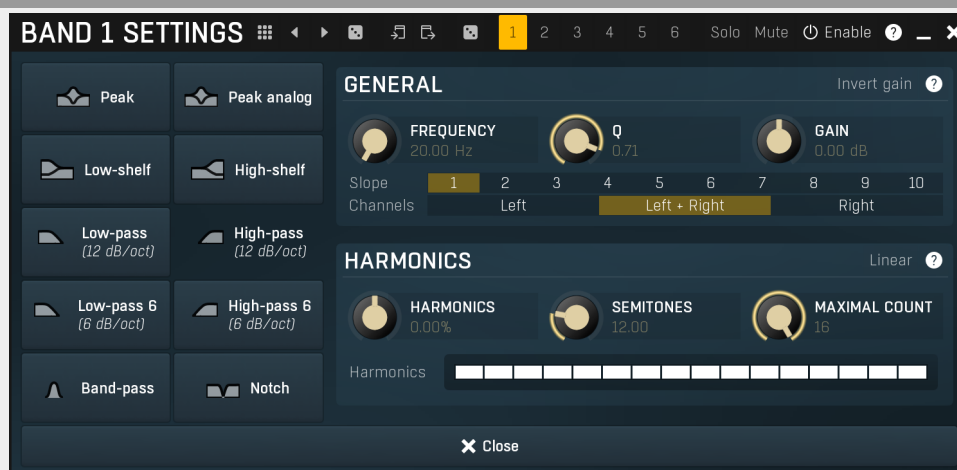 BAND 1 SETTINGS 1 2 3 4 5 6 Solo Mute Enable ?
Peak
Peak analog
Low-shelf
High-shelf
Low-pass
(12 dB/oct)
High-pass
(12 dB/oct)
Low-pass 6
(6 dB/oct)
High-pass 6
(6 dB/oct)
Band-pass
Notch
GENERAL Invert gain ?
FREQUENCY
20.00 Hz
Q
0.71
GAIN
0.00 dB
Slope 1 2 3 4 5 6 7 8 9 10
Channels Left Left + Right Right
HARMONICS Linear ?
HARMONICS
0.00%
SEMITONES
12.00
MAXIMAL COUNT
16
Harmonics
Close